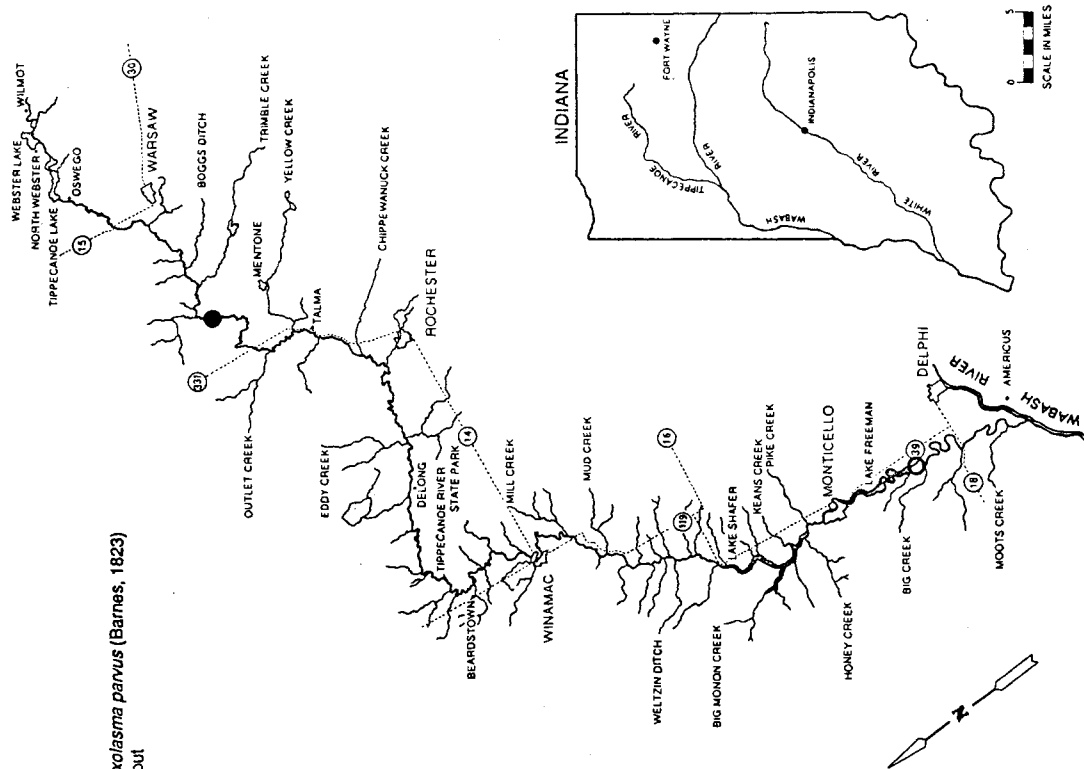 xolasma parvus (Barnes, 1823)
out
WEBSTER LAKE
WILMOT
NORTH WEBSTER
TIPPECANOE LAKE
OSWEGO
15
30
WARSAW
BOGGS DITCH
TRIMBLE CREEK
YELLOW CREEK
MENTONE
331
TALMA
OUTLET CREEK
CHIPPEWANUCK CREEK
ROCHESTER
EDDY CREEK
DELONG
TIPPECANOE RIVER
STATE PARK
14
BEARDSTOWN
MILL CREEK
WINAMAC
MUD CREEK
16
119
WELTZIN DITCH
LAKE SHAFER
KEANS CREEK
PIKE CREEK
BIG MONON CREEK
MONTICELLO
HONEY CREEK
LAKE FREEMAN
39
BIG CREEK
DELPHI
18
MOOTS CREEK
AMERICUS
WABASH RIVER
N
INDIANA
FORT WAYNE
TIPPECANOE RIVER
WABASH RIVER
INDIANAPOLIS
WHITE RIVER
0 5
SCALE IN MILES